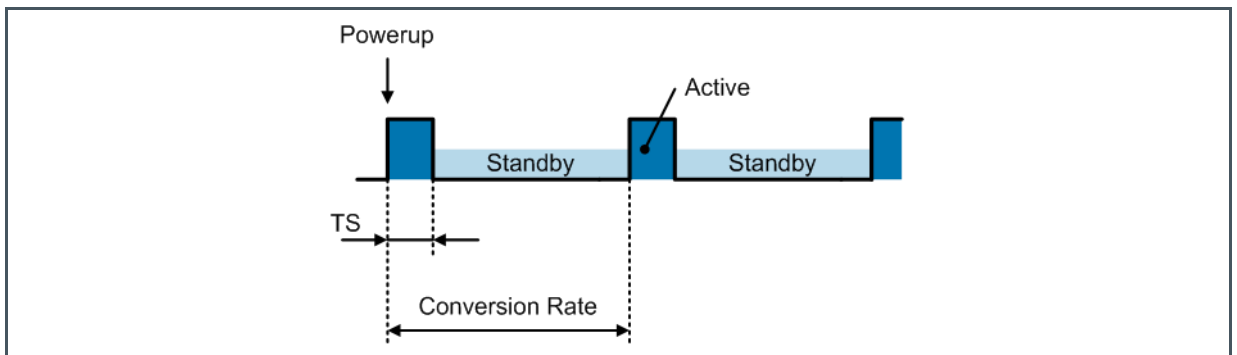 Powerup
Active
Standby
Standby
TS
Conversion Rate